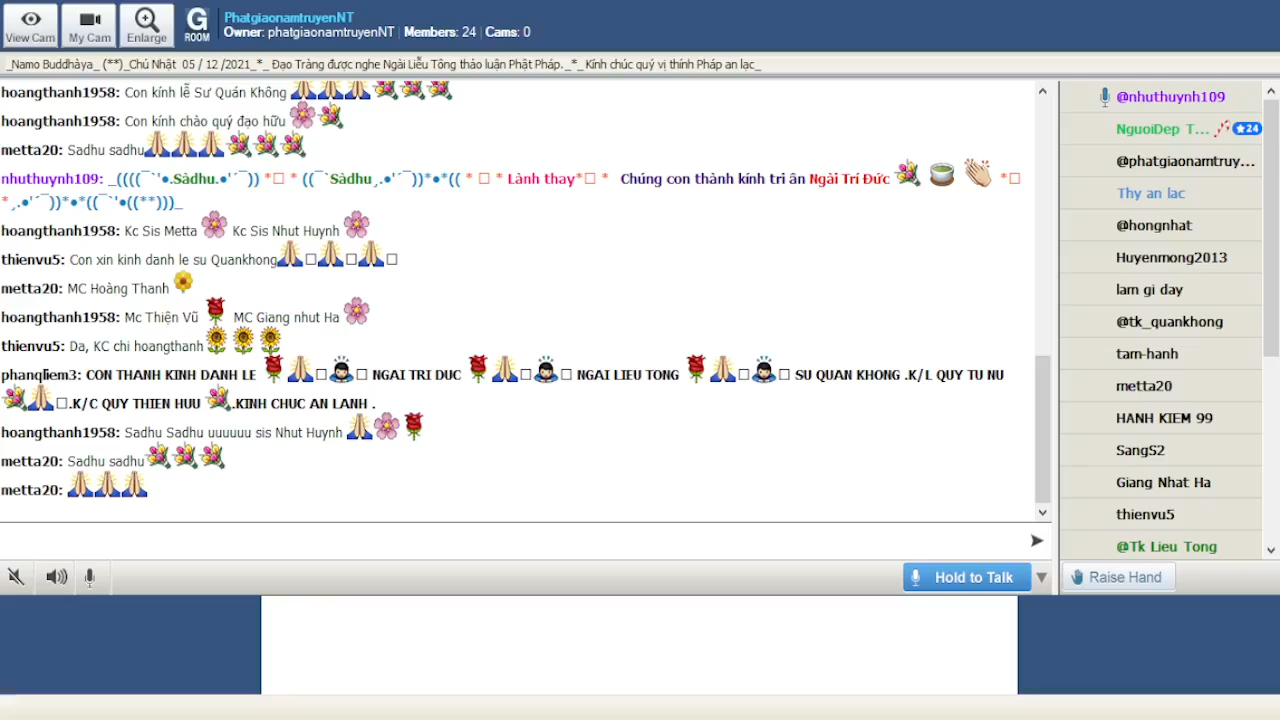 PhatgiaonamtruyenNT
View Cam My Cam Enlarge G ROOM Owner: phatgiaonamtruyenNT | Members: 24 | Cams: 0
_Namo Buddhàya_ (**)_Chú Nhật 05 / 12 /2021_*_ Đạo Tràng được nghe Ngài Liễu Tông thảo luận Phật Pháp._*_Kính chúc quý vị thính Pháp an lạc_
hoangthanh1958: Con kính lễ Sư Quán Không
hoangthanh1958: Con kính chào quý đạo hữu
metta20: Sadhu sadhu
nhuthuynh109: _((((¯`'•.Sàdhu.•'´¯)) *□ * ((¯`Sàdhu¸.•'´¯))*•*(( * □ * Lành thay*□ * Chúng con thành kính tri ân Ngài Trí Đức *□
*¸.•'´¯))*•*((¯`'•((**)))_
hoangthanh1958: Kc Sis Metta Kc Sis Nhut Huynh
thienvu5: Con xin kinh danh le su Quankhong
metta20: MC Hoàng Thanh
hoangthanh1958: Mc Thiện Vũ MC Giang nhut Ha
thienvu5: Da, KC chi hoangthanh
phanqliem3: CON THANH KINH DANH LE NGAI TRI DUC NGAI LIEU TONG SU QUAN KHONG .K/L QUY TU NU
.K/C QUY THIEN HUU .KINH CHUC AN LANH .
hoangthanh1958: Sadhu Sadhu uuuuuu sis Nhut Huynh
metta20: Sadhu sadhu
metta20:
@nhuthuynh109
NguoiDep T... 24
@phatgiaonamtruy...
Thy an lac
@hongnhat
Huyenmong2013
lam gi day
@tk_quankhong
tam-hanh
metta20
HANH KIEM 99
SangS2
Giang Nhat Ha
thienvu5
@Tk Lieu Tong
Hold to Talk
Raise Hand